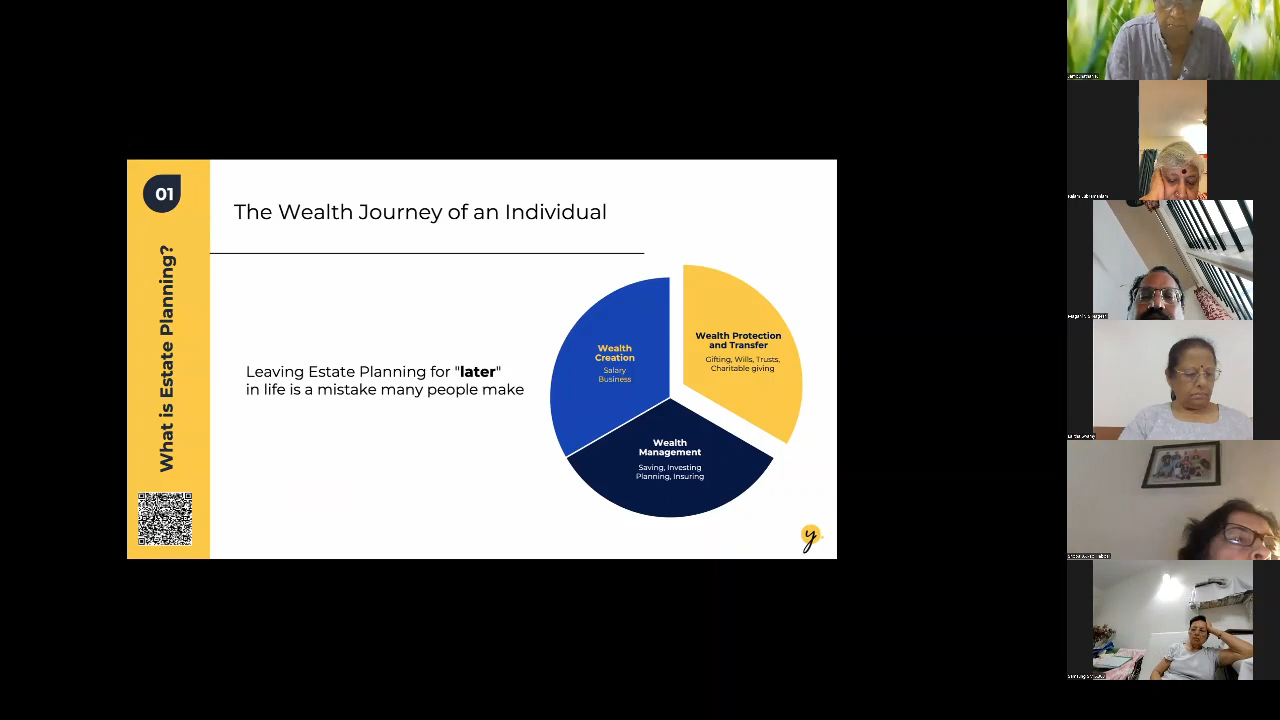 01
What is Estate Planning?
The Wealth Journey of an Individual
Leaving Estate Planning for "later"
in life is a mistake many people make
Wealth
Creation
Salary
Business
Wealth Protection
and Transfer
Gifting, Wills, Trusts,
Charitable giving
Wealth
Management
Saving, Investing
Planning, Insuring
y